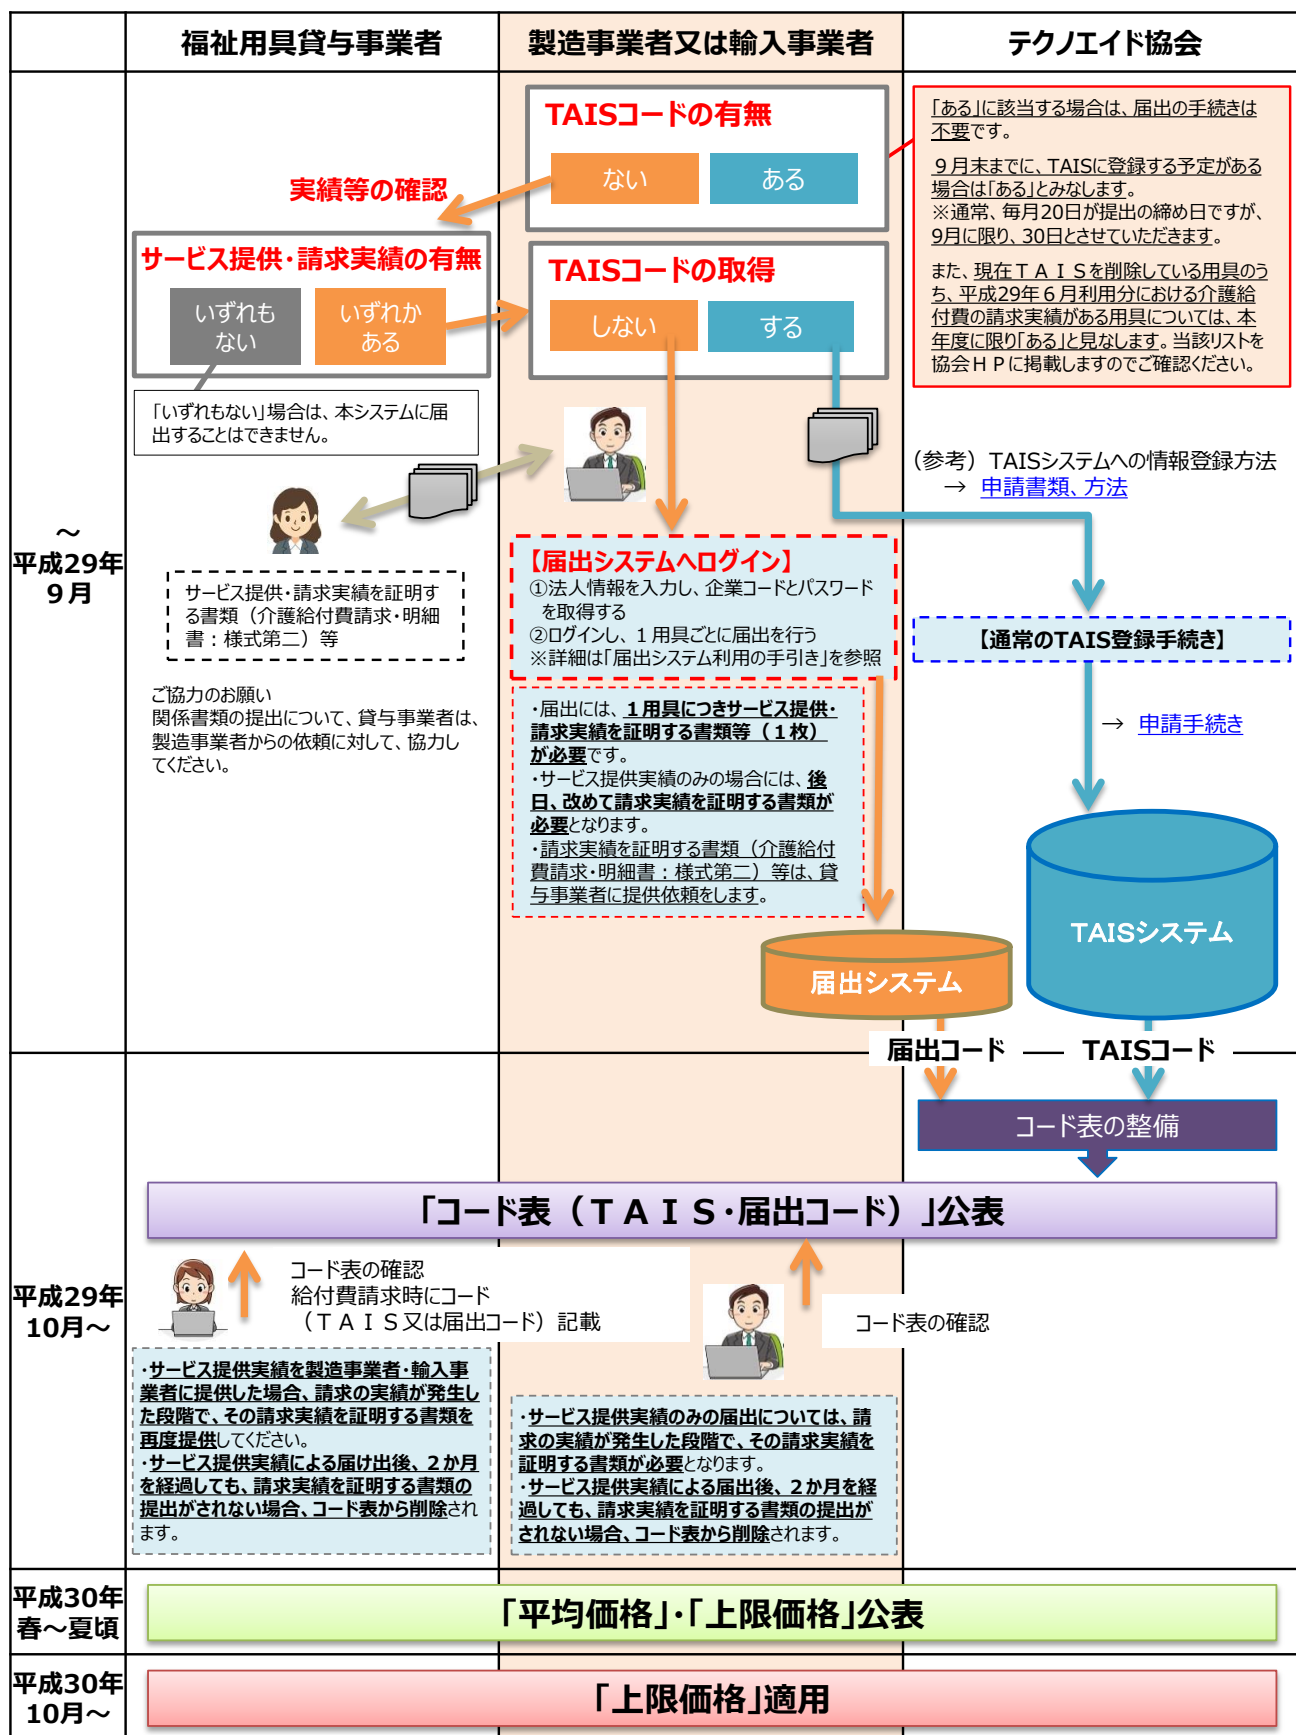 福祉用具貸与事業者
製造事業者又は輸入事業者
テクノエイド協会
～
平成29年
９月
TAISコードの有無
ない
ある
実績等の確認
サービス提供・請求実績の有無
いずれも
ない
いずれか
ある
「いずれもない」場合は、本システムに届
出することはできません。
TAISコードの取得
しない
する
「ある」に該当する場合は、届出の手続きは
不要です。
９月末までに、TAISに登録する予定がある
場合は「ある」とみなします。
※通常、毎月20日が提出の締め日ですが、
9月に限り、30日とさせていただきます。
また、現在ＴＡＩＳを削除している用具のう
ち、平成29年６月利用分における介護給
付費の請求実績がある用具については、本
年度に限り「ある」と見なします。当該リストを
協会ＨＰに掲載しますのでご確認ください。
（参考）TAISシステムへの情報登録方法
→ 申請書類、方法
サービス提供・請求実績を証明す
る書類（介護給付費請求・明細
書：様式第二）等
ご協力のお願い
関係書類の提出について、貸与事業者は、
製造事業者からの依頼に対して、協力し
てください。
【届出システムへログイン】
①法人情報を入力し、企業コードとパスワード
を取得する
②ログインし、１用具ごとに届出を行う
※詳細は「届出システム利用の手引き」を参照
・届出には、１用具につきサービス提供・
請求実績を証明する書類等（１枚）
が必要です。
・サービス提供実績のみの場合には、後
日、改めて請求実績を証明する書類が
必要となります。
・請求実績を証明する書類（介護給付
費請求・明細書：様式第二）等は、貸
与事業者に提供依頼をします。
【通常のTAIS登録手続き】
→ 申請手続き
TAISシステム
届出システム
届出コード
TAISコード
コード表の整備
「コード表（ＴＡＩＳ・届出コード）」公表
平成29年
10月～
コード表の確認
給付費請求時にコード
（ＴＡＩＳ又は届出コード）記載
コード表の確認
・サービス提供実績を製造事業者・輸入事
業者に提供した場合、請求の実績が発生し
た段階で、その請求実績を証明する書類を
再度提供してください。
・サービス提供実績による届け出後、２か月
を経過しても、請求実績を証明する書類の
提出がされない場合、コード表から削除され
ます。
・サービス提供実績のみの届出については、請
求の実績が発生した段階で、その請求実績を
証明する書類が必要となります。
・サービス提供実績による届出後、２か月を経
過しても、請求実績を証明する書類の提出が
されない場合、コード表から削除されます。
平成30年
春～夏頃
「平均価格」・「上限価格」公表
平成30年
10月～
「上限価格」適用